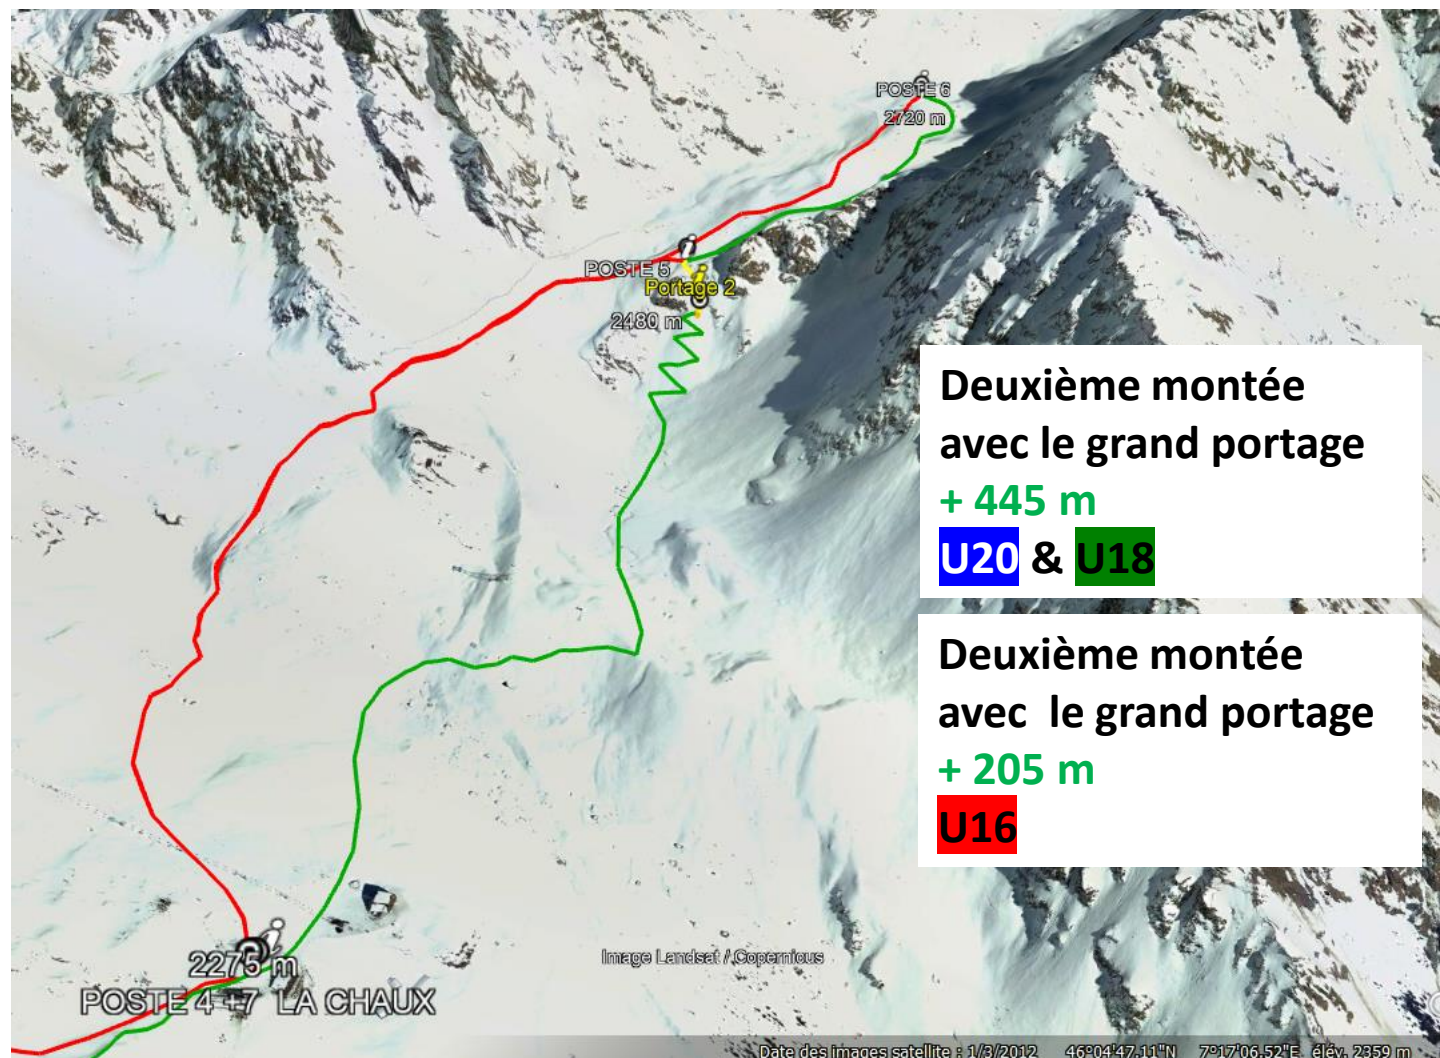 POSTE 6
2720 m
POSTE 5
Portage 2
2480 m
Deuxième montée
avec le grand portage
+ 445 m
U20 & U18
Deuxième montée
avec  le grand portage
+ 205 m
U16
2275 m
POSTE 4 +7  LA CHAUX
Image Landsat / Copernicus
Date des images satellite : 1/3/2012  46°04'47.11"N  7°17'06.52"E  élév. 2359 m